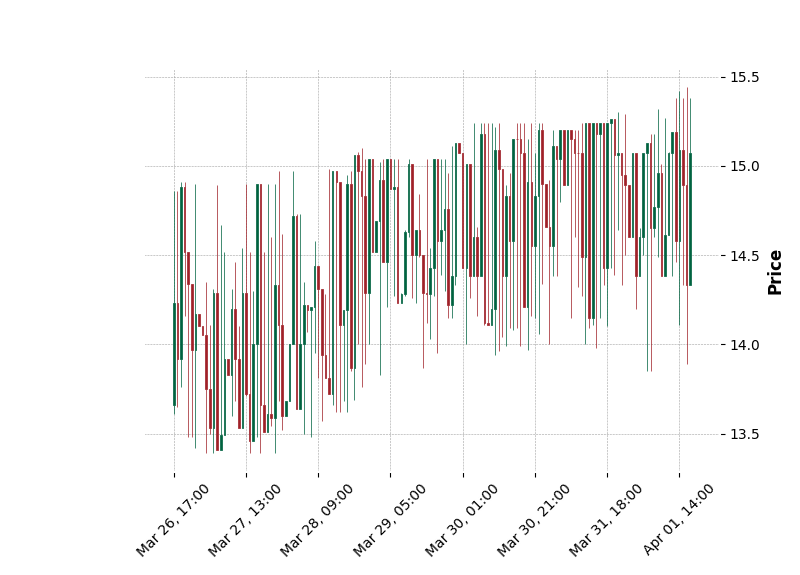 15.5
15.0
14.5
14.0
13.5
Price
Mar 26, 17:00
Mar 27, 13:00
Mar 28, 09:00
Mar 29, 05:00
Mar 30, 01:00
Mar 30, 21:00
Mar 31, 18:00
Apr 01, 14:00